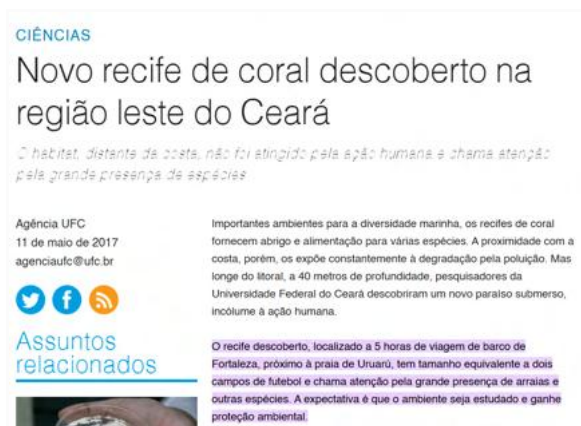 CIÊNCIAS
Novo recife de coral descoberto na
região leste do Ceará
O habitat, distante da costa, não foi atingido pela ação humana e chama atenção
pela grande presença de espécies
Agência UFC
11 de maio de 2017
agenciaufc@ufc.br
Assuntos
relacionados
Importantes ambientes para a diversidade marinha, os recifes de coral
fornecem abrigo e alimentação para várias espécies. A proximidade com a
costa, porém, os expõe constantemente à degradação pela poluição. Mas
longe do litoral, a 40 metros de profundidade, pesquisadores da
Universidade Federal do Ceará descobriram um novo paraíso submerso,
incólume à ação humana.
O recife descoberto, localizado a 5 horas de viagem de barco de
Fortaleza, próximo à praia de Uruarú, tem tamanho equivalente a dois
campos de futebol e chama atenção pela grande presença de arraias e
outras espécies. A expectativa é que o ambiente seja estudado e ganhe
proteção ambiental.